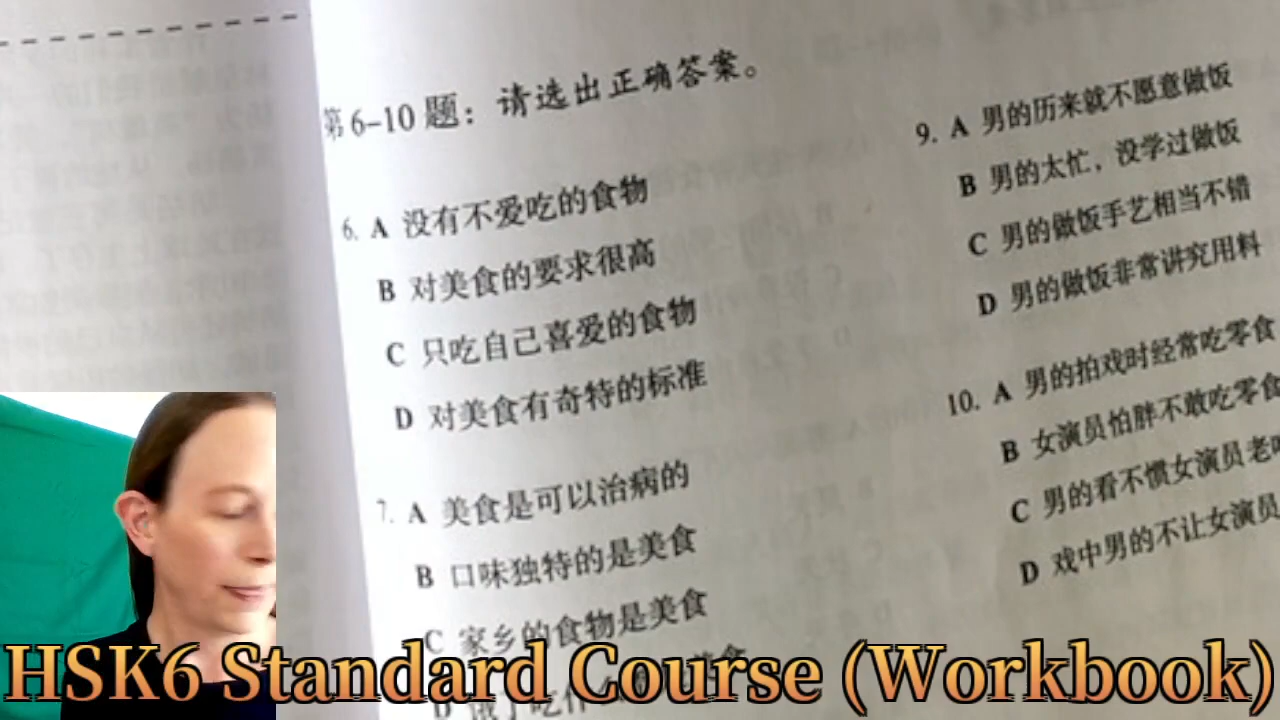 第6–10题：请选出正确答案。
6. A 没有不爱吃的食物
B 对美食的要求很高
C 只吃自己喜爱的食物
D 对美食有奇特的标准
7. A 美食是可以治病的
B 口味独特的是美食
C 家乡的食物是美食
D 饿了吃什
9. A 男的历来就不愿意做饭
B 男的太忙，没学过做饭
C 男的做饭手艺相当不错
D 男的做饭非常讲究用料
10. A 男的拍戏时经常吃零食
B 女演员怕胖不敢吃零食
C 男的看不惯女演员老
D 戏中男的不让女演员
HSK6 Standard Course (Workbook)